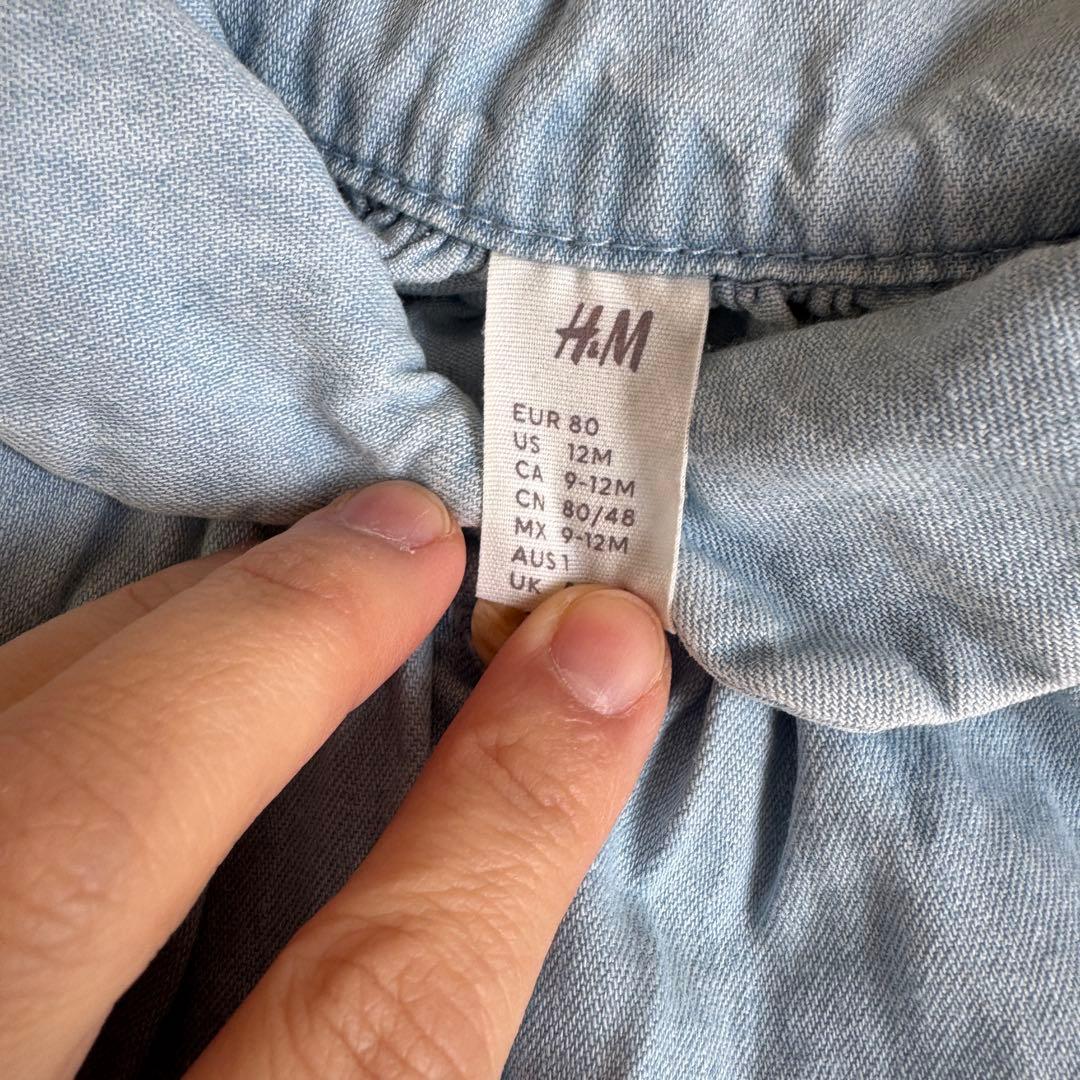 H&M
EUR 80
US 12M
CA 9-12M
CN 80/48
MX 9-12M
AUS 1
UK